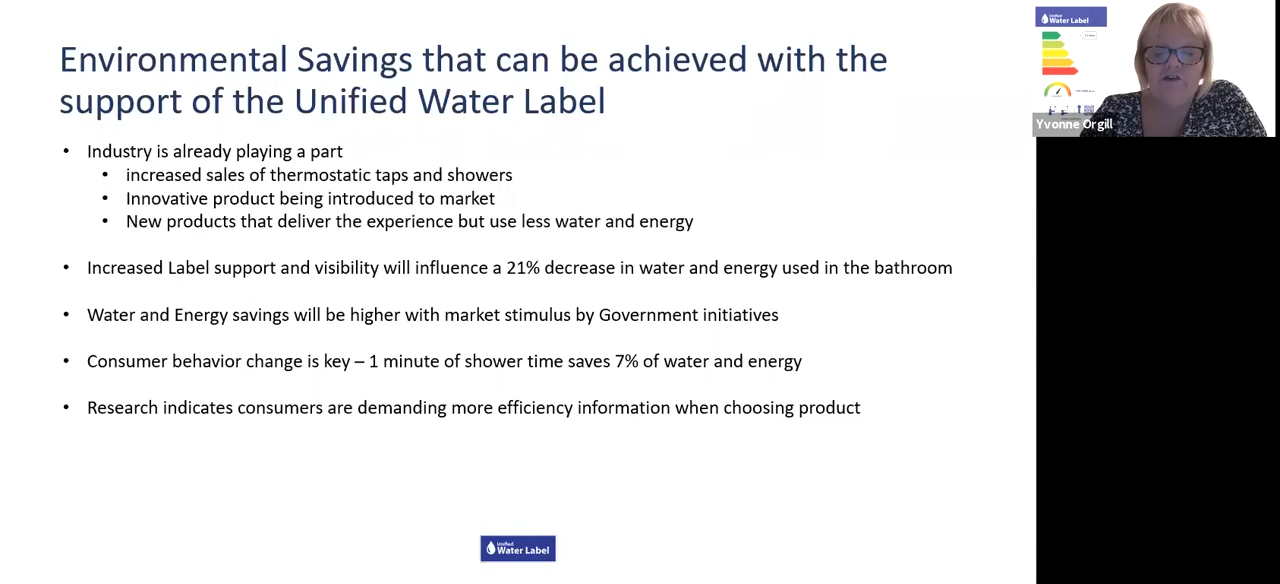 Environmental Savings that can be achieved with the
support of the Unified Water Label
• Industry is already playing a part
• increased sales of thermostatic taps and showers
• Innovative product being introduced to market
• New products that deliver the experience but use less water and energy
• Increased Label support and visibility will influence a 21% decrease in water and energy used in the bathroom
• Water and Energy savings will be higher with market stimulus by Government initiatives
• Consumer behavior change is key – 1 minute of shower time saves 7% of water and energy
• Research indicates consumers are demanding more efficiency information when choosing product
Unified
Water Label
Unified
Water Label
Yvonne Orgill